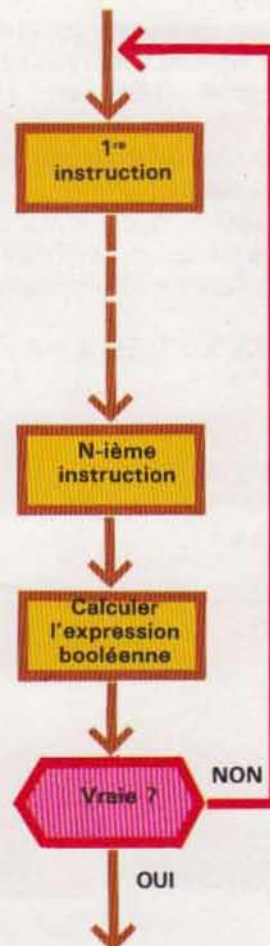 1re
instruction
N-ième
instruction
Calculer
l'expression
booléenne
Vraie ?
NON
OUI